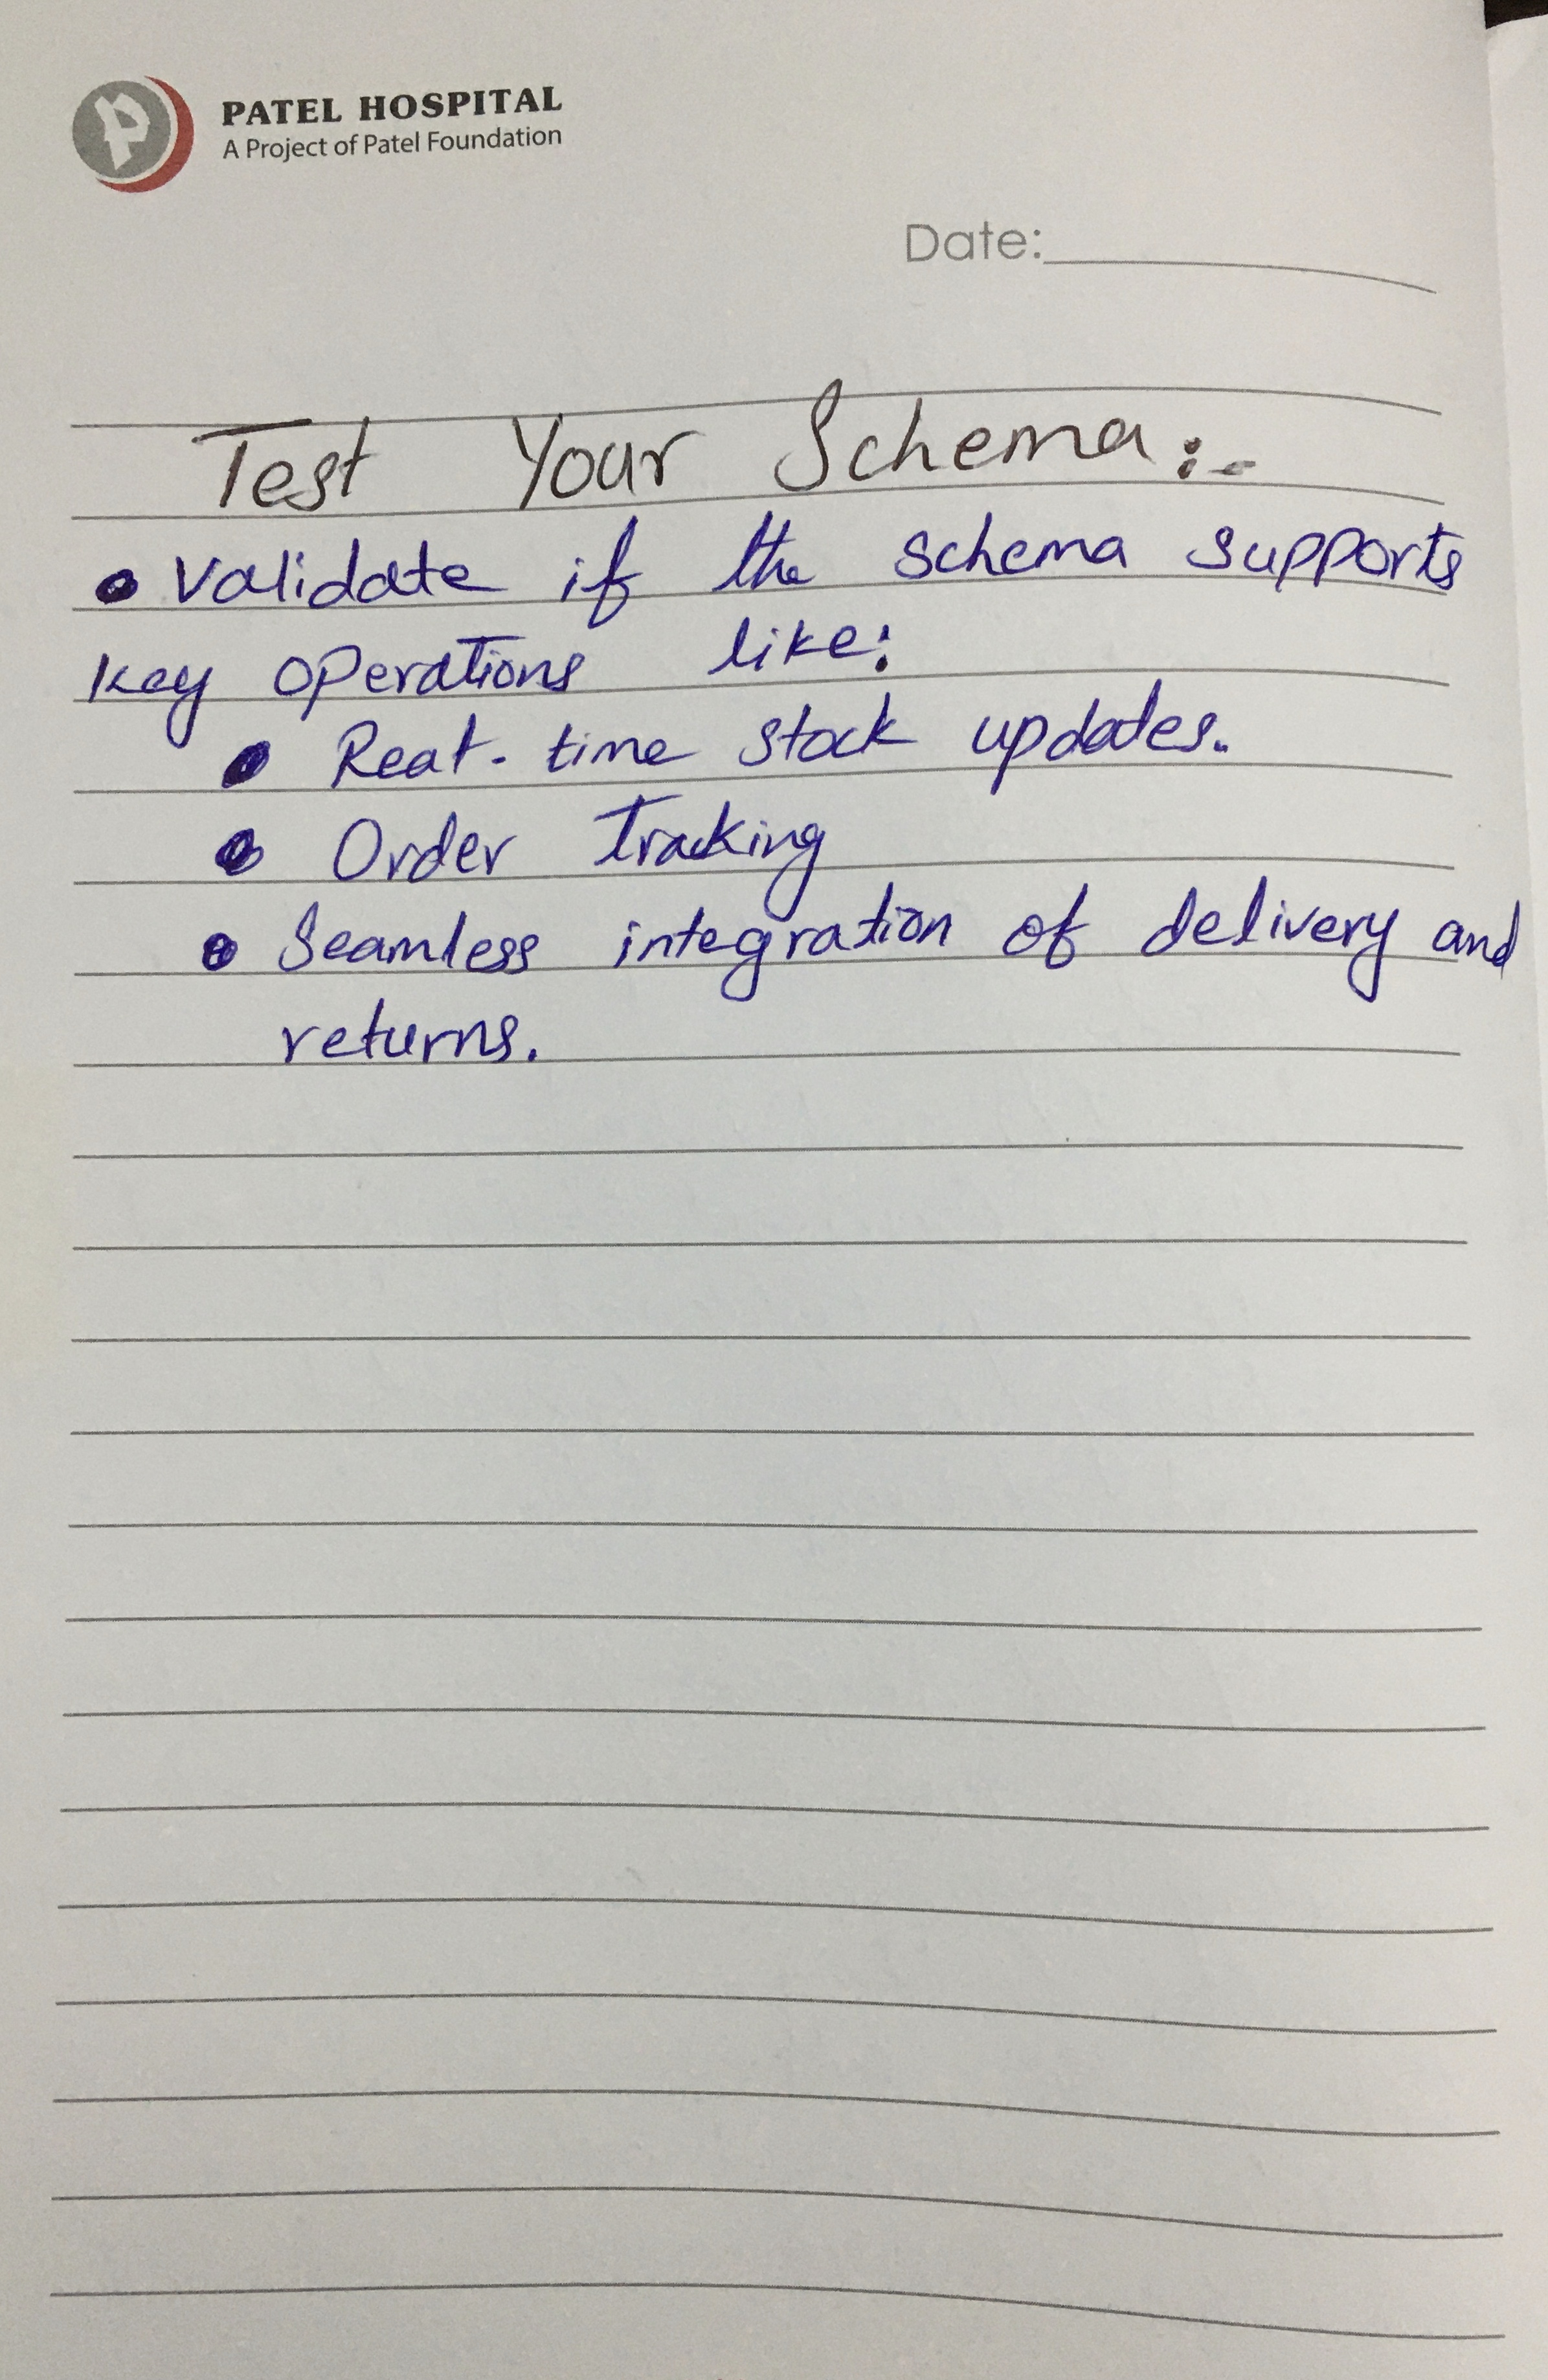 PATEL HOSPITAL
A Project of Patel Foundation
Date:
Test Your Schema:-
• Validate if the schema supports
key operations like:
• Real-time stock updates.
• Order Tracking
• Seamless integration of delivery and
returns.